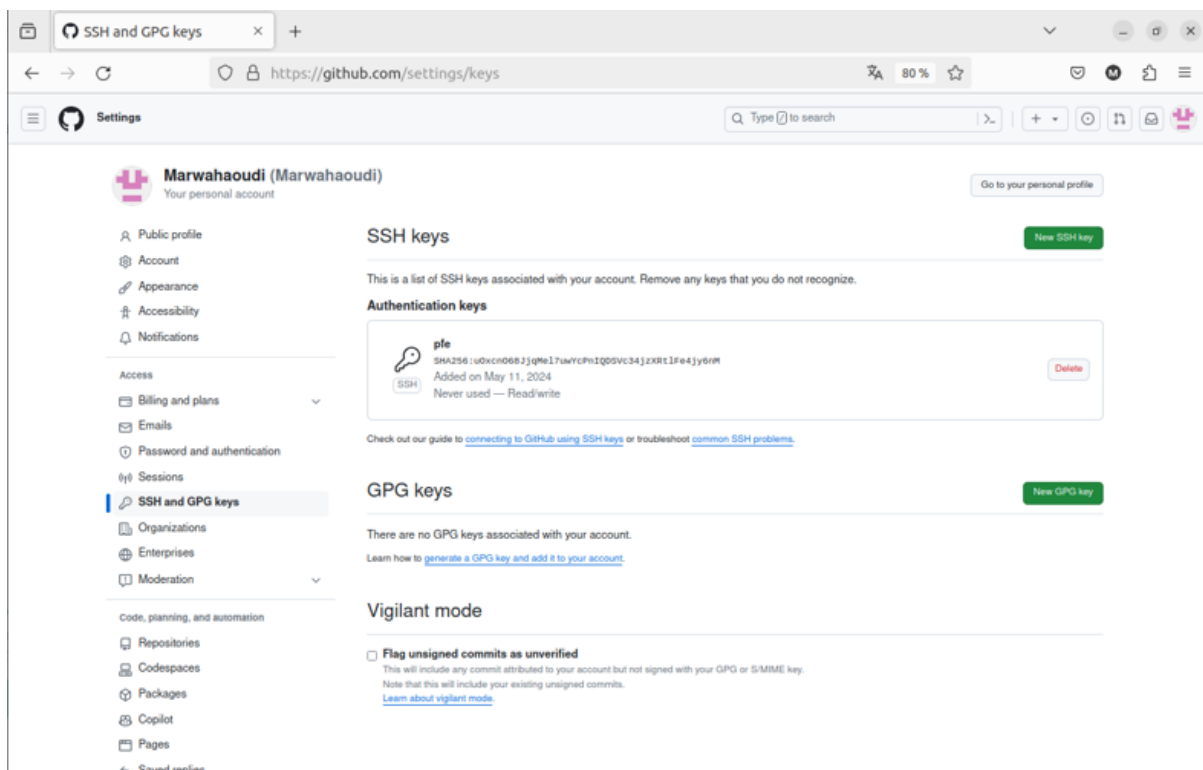 SSH and GPG keys
https://github.com/settings/keys
80 %
Settings
Type / to search
Marwahaoudi (Marwahaoudi)
Your personal account
Go to your personal profile
Public profile
Account
Appearance
Accessibility
Notifications
Access
Billing and plans
Emails
Password and authentication
Sessions
SSH and GPG keys
Organizations
Enterprises
Moderation
Code, planning, and automation
Repositories
Codespaces
Packages
Copilot
Pages
Saved replies
SSH keys
New SSH key
This is a list of SSH keys associated with your account. Remove any keys that you do not recognize.
Authentication keys
pfe
SSH
Added on May 11, 2024
Never used — Read/write
Delete
Check out our guide to connecting to GitHub using SSH keys or troubleshoot common SSH problems.
GPG keys
New GPG key
There are no GPG keys associated with your account.
Learn how to generate a GPG key and add it to your account.
Vigilant mode
Flag unsigned commits as unverified
This will include any commit attributed to your account but not signed with your GPG or S/MIME key.
Note that this will include your existing unsigned commits.
Learn about vigilant mode.